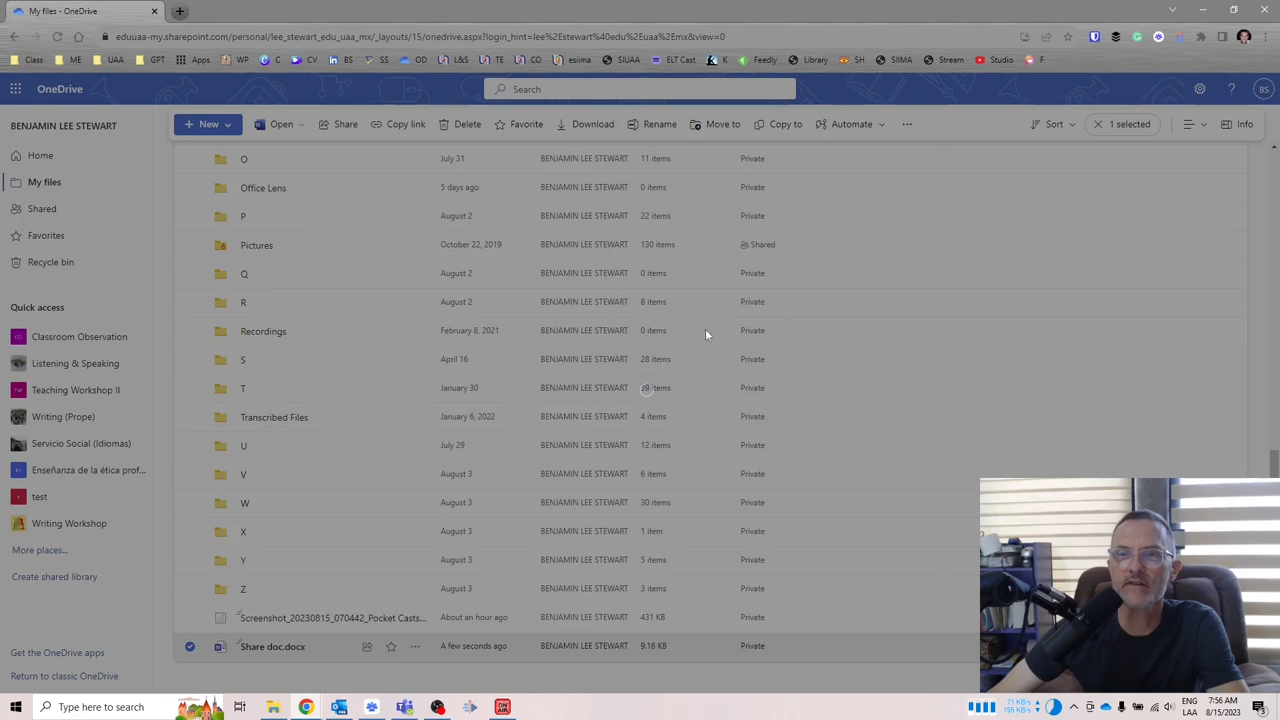 My files - OneDrive
eduuaa-my.sharepoint.com/personal/lee_stewart_edu_uaa_mx/_layouts/15/onedrive.aspx?login_hint=lee%2Estewart%40edu%2Euaa%2Emx&view=0
Class ME UAA GPT Apps WP C CV BS SS OD L&S TE CO esiima SIUAA ELT Cast K Feedly Library SH SIIMA Stream Studio F
OneDrive Search BS
BENJAMIN LEE STEWART
New Open Share Copy link Delete Favorite Download Rename Move to Copy to Automate Sort 1 selected Info
Home
My files
Shared
Favorites
Recycle bin
Quick access
Classroom Observation
Listening & Speaking
TW Teaching Workshop II
Writing (Prope)
Servicio Social (Idiomas)
Enseñanza de la ética prof...
test
Writing Workshop
More places...
Create shared library
Get the OneDrive apps
Return to classic OneDrive
O July 31 BENJAMIN LEE STEWART 11 items Private
Office Lens 5 days ago BENJAMIN LEE STEWART 0 items Private
P August 2 BENJAMIN LEE STEWART 22 items Private
Pictures October 22, 2019 BENJAMIN LEE STEWART 130 items Shared
Q August 2 BENJAMIN LEE STEWART 0 items Private
R August 2 BENJAMIN LEE STEWART 8 items Private
Recordings February 8, 2021 BENJAMIN LEE STEWART 0 items Private
S April 16 BENJAMIN LEE STEWART 28 items Private
T January 30 BENJAMIN LEE STEWART items Private
Transcribed Files January 6, 2022 BENJAMIN LEE STEWART 4 items Private
U July 29 BENJAMIN LEE STEWART 12 items Private
V August 3 BENJAMIN LEE STEWART 6 items Private
W August 3 BENJAMIN LEE STEWART 30 items Private
X August 3 BENJAMIN LEE STEWART 1 item Private
Y August 3 BENJAMIN LEE STEWART 5 items Private
Z August 3 BENJAMIN LEE STEWART 3 items Private
Screenshot_20230815_070442_Pocket Casts... About an hour ago BENJAMIN LEE STEWART 431 KB Private
Share doc.docx A few seconds ago BENJAMIN LEE STEWART 9.16 KB Private
Type here to search
71 KB/s
195 KB/s
ENG
LAA
7:56 AM
8/15/2023